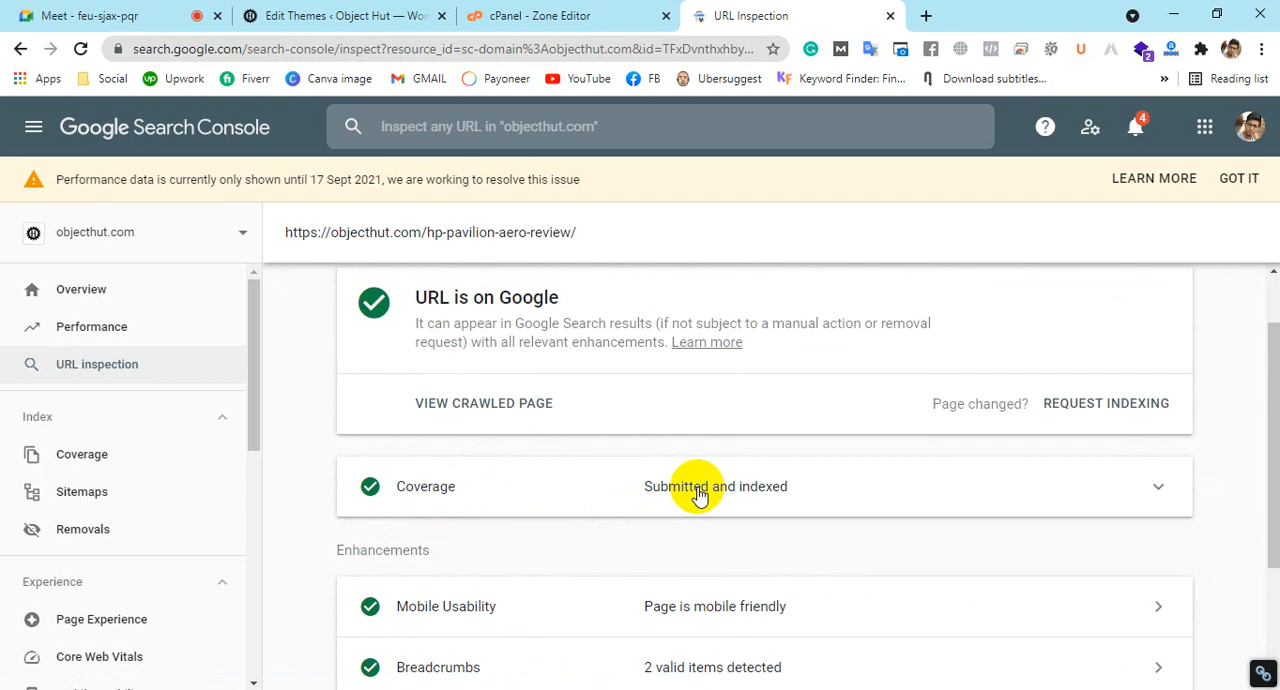 Meet - feu-sjax-pqr
Edit Themes ‹ Object Hut — Wor
cPanel - Zone Editor
URL Inspection
search.google.com/search-console/inspect?resource_id=sc-domain%3Aobjecthut.com&id=TFxDvnthxhby...
2
Apps
Social
Upwork
Fiverr
Canva image
GMAIL
Payoneer
YouTube
FB
Ubersuggest
Keyword Finder: Fin...
Download subtitles...
»
Reading list
Google Search Console
Inspect any URL in "objecthut.com"
4
Performance data is currently only shown until 17 Sept 2021, we are working to resolve this issue
LEARN MORE
GOT IT
objecthut.com
https://objecthut.com/hp-pavilion-aero-review/
Overview
Performance
URL inspection
Index
Coverage
Sitemaps
Removals
Experience
Page Experience
Core Web Vitals
URL is on Google
It can appear in Google Search results (if not subject to a manual action or removal
request) with all relevant enhancements. Learn more
VIEW CRAWLED PAGE
Page changed?
REQUEST INDEXING
Coverage
Submitted and indexed
Enhancements
Mobile Usability
Page is mobile friendly
Breadcrumbs
2 valid items detected